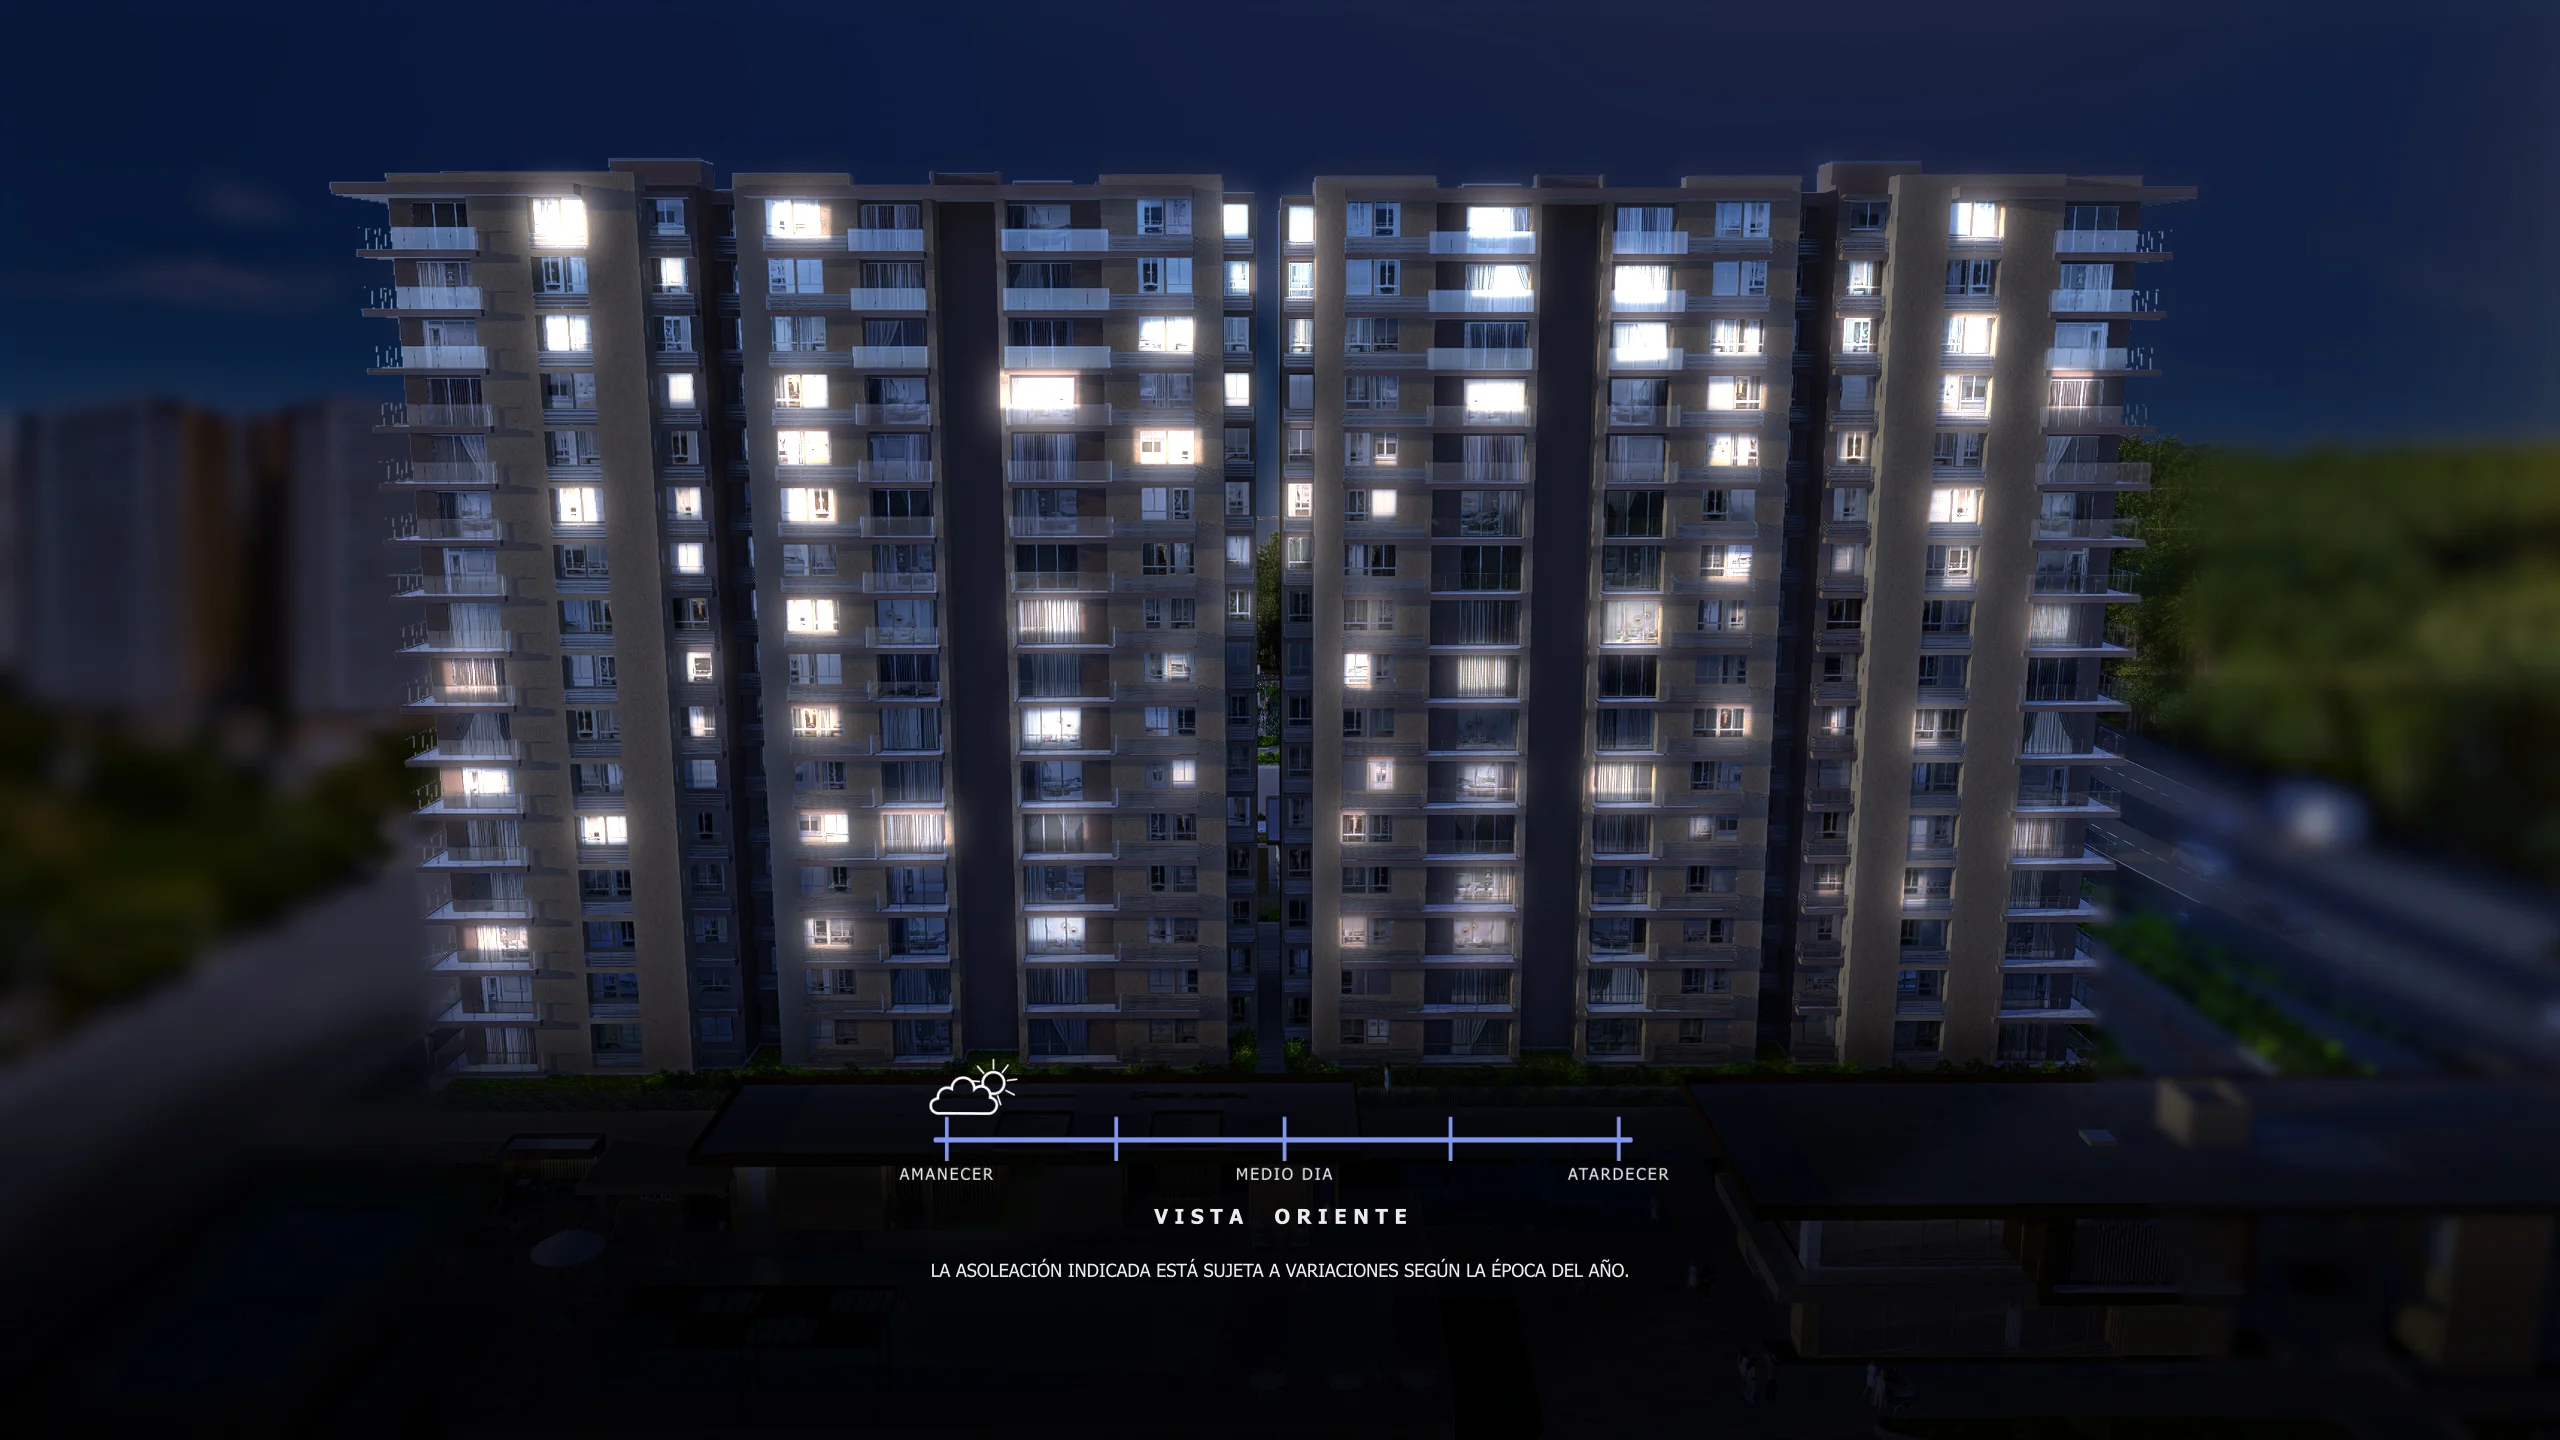 AMANECER MEDIO DIA ATARDECER
VISTA ORIENTE
LA ASOLEACIÓN INDICADA ESTÁ SUJETA A VARIACIONES SEGÚN LA ÉPOCA DEL AÑO.